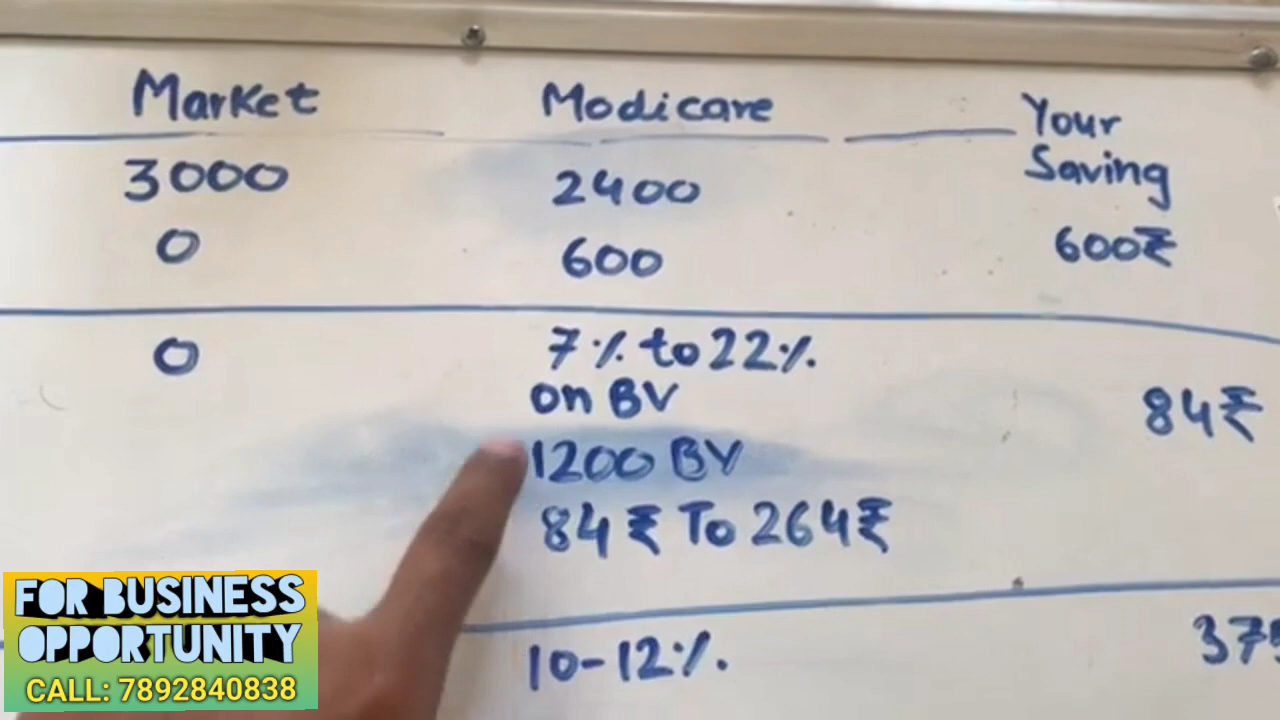 Market Modicare Your
Saving
3000 2400
0 600 600₹
0 7% to 22%
on BV
84₹
1200 BV
84₹ To 264₹
10-12%. 375
FOR BUSINESS
OPPORTUNITY
CALL: 7892840838